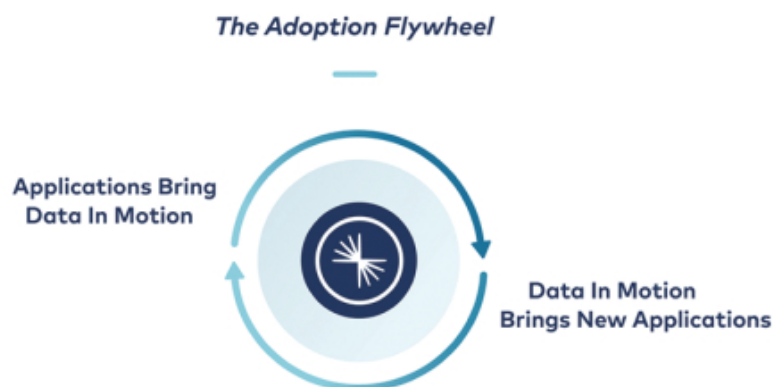 The Adoption Flywheel
Applications Bring
Data In Motion
Data In Motion
Brings New Applications